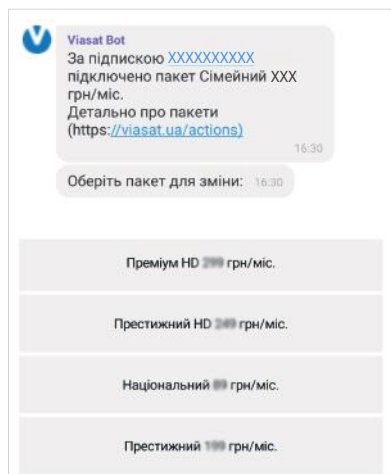 Viasat Bot
За підпискою XXXXXXXXXX
підключено пакет Сімейний XXX
грн/міс.
Детально про пакети
(https://viasat.ua/actions)
16:30
Оберіть пакет для зміни: 16:30
Преміум HD грн/міс.
Престижний HD грн/міс.
Національний грн/міс.
Престижний грн/міс.